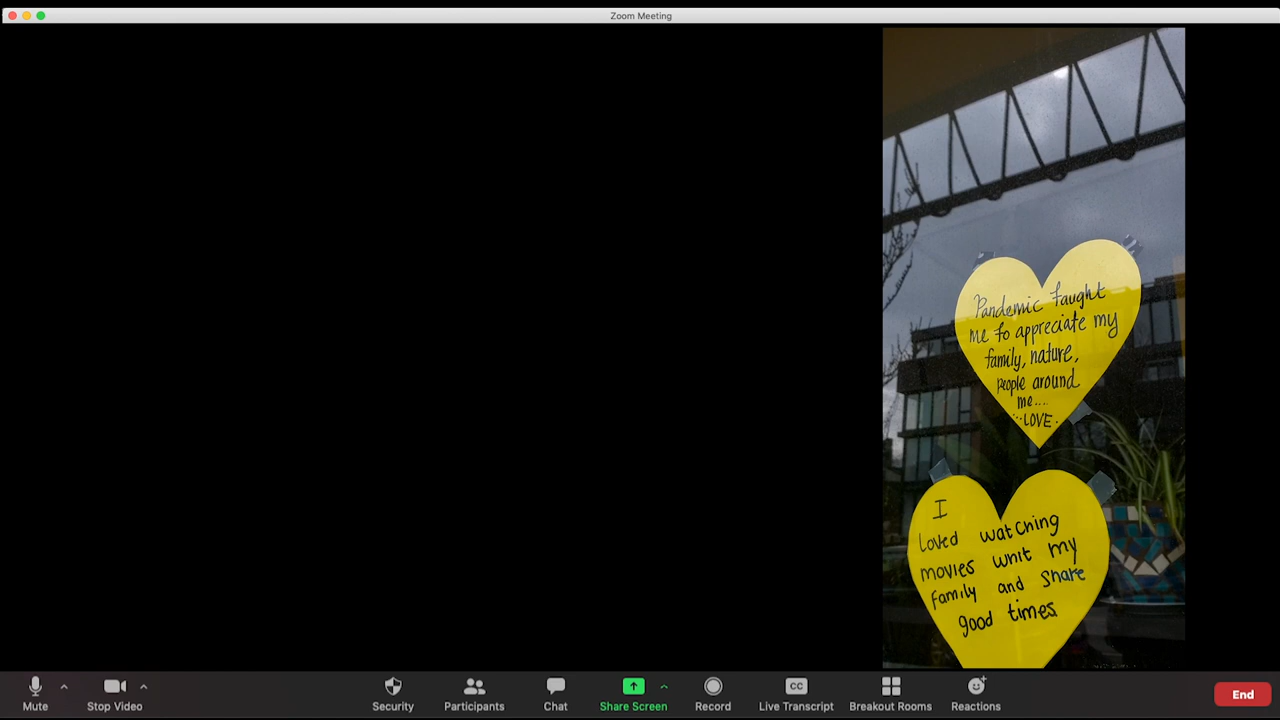 Zoom Meeting
Pandemic taught
me to appreciate my
family, nature,
people around
me....
...LOVE.
I
Loved watching
movies whit my
family and share
good times
Mute
Stop Video
Security
Participants
Chat
Share Screen
Record
CC
Live Transcript
Breakout Rooms
Reactions
End